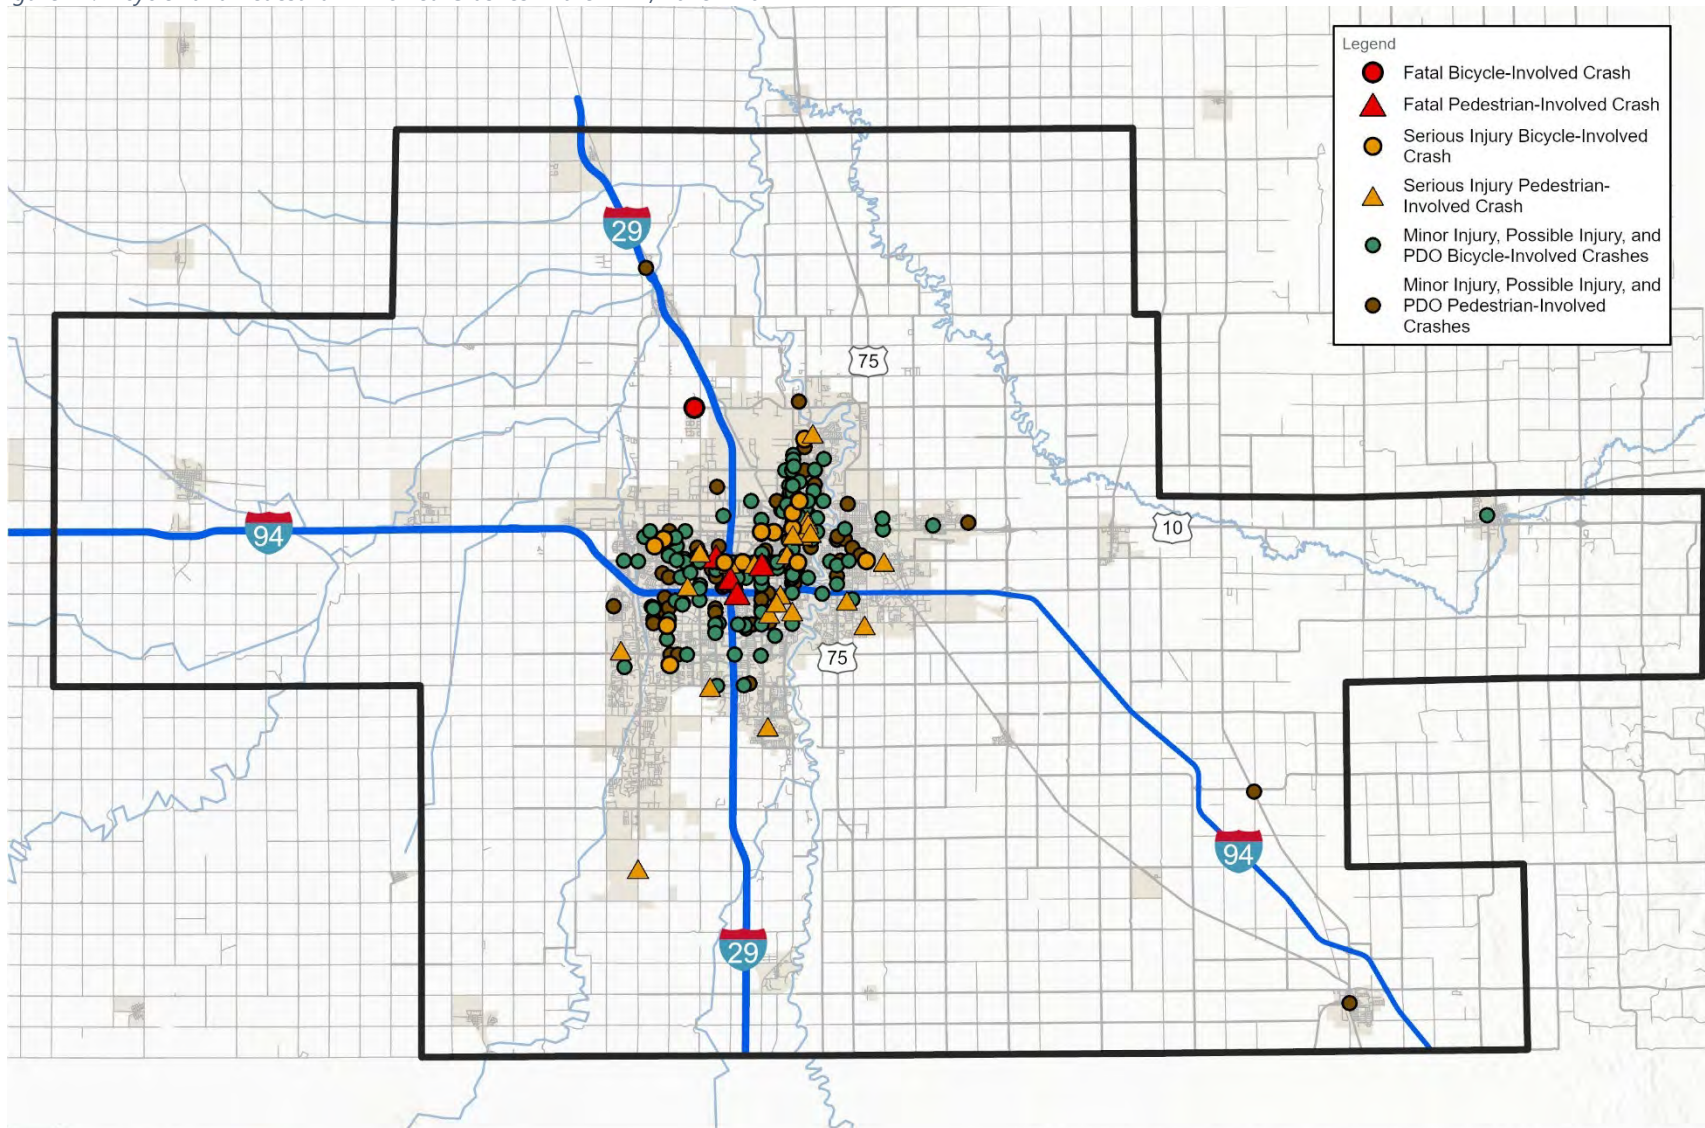 Legend
Fatal Bicycle-Involved Crash
Fatal Pedestrian-Involved Crash
Serious Injury Bicycle-Involved
Crash
Serious Injury Pedestrian-
Involved Crash
Minor Injury, Possible Injury, and
PDO Bicycle-Involved Crashes
Minor Injury, Possible Injury, and
PDO Pedestrian-Involved
Crashes
29
75
94
10
75
94
29